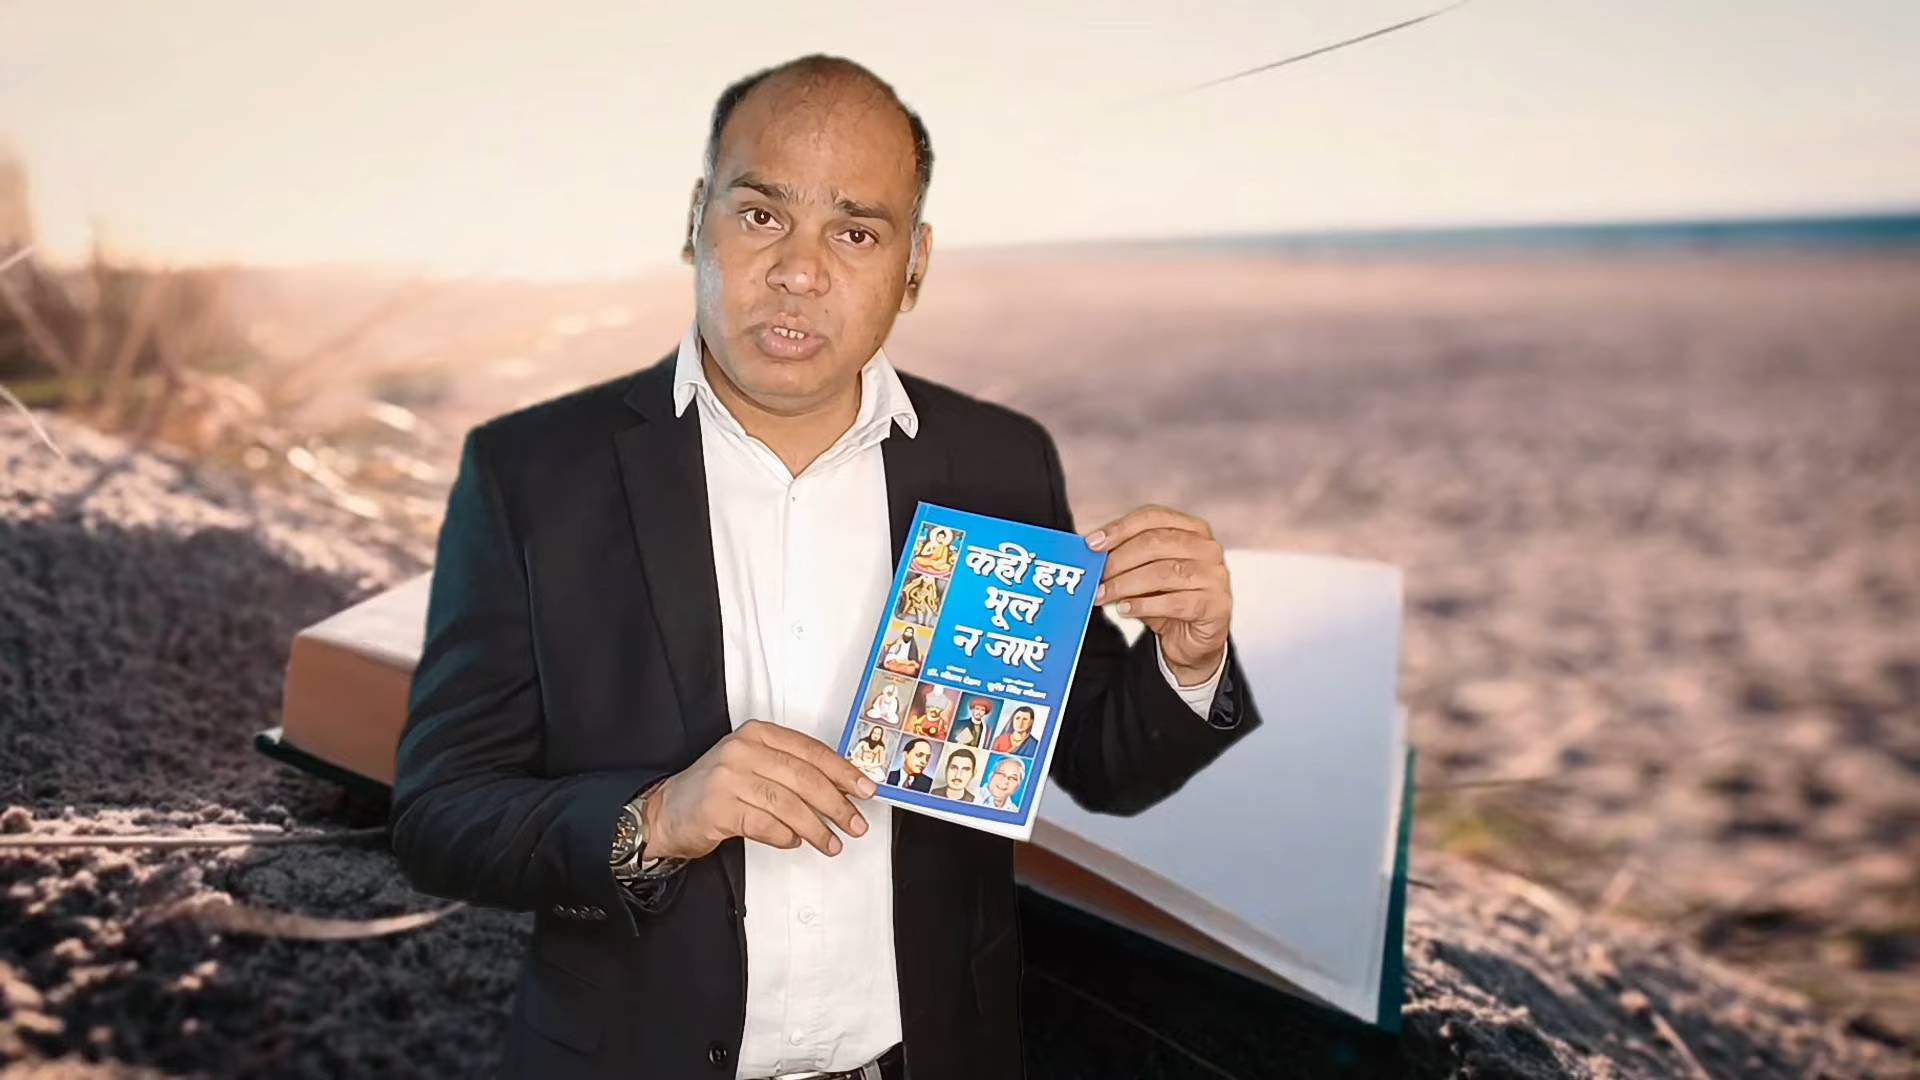 कहीं हम
भूल
न जाएं
डॉ.
सिंह